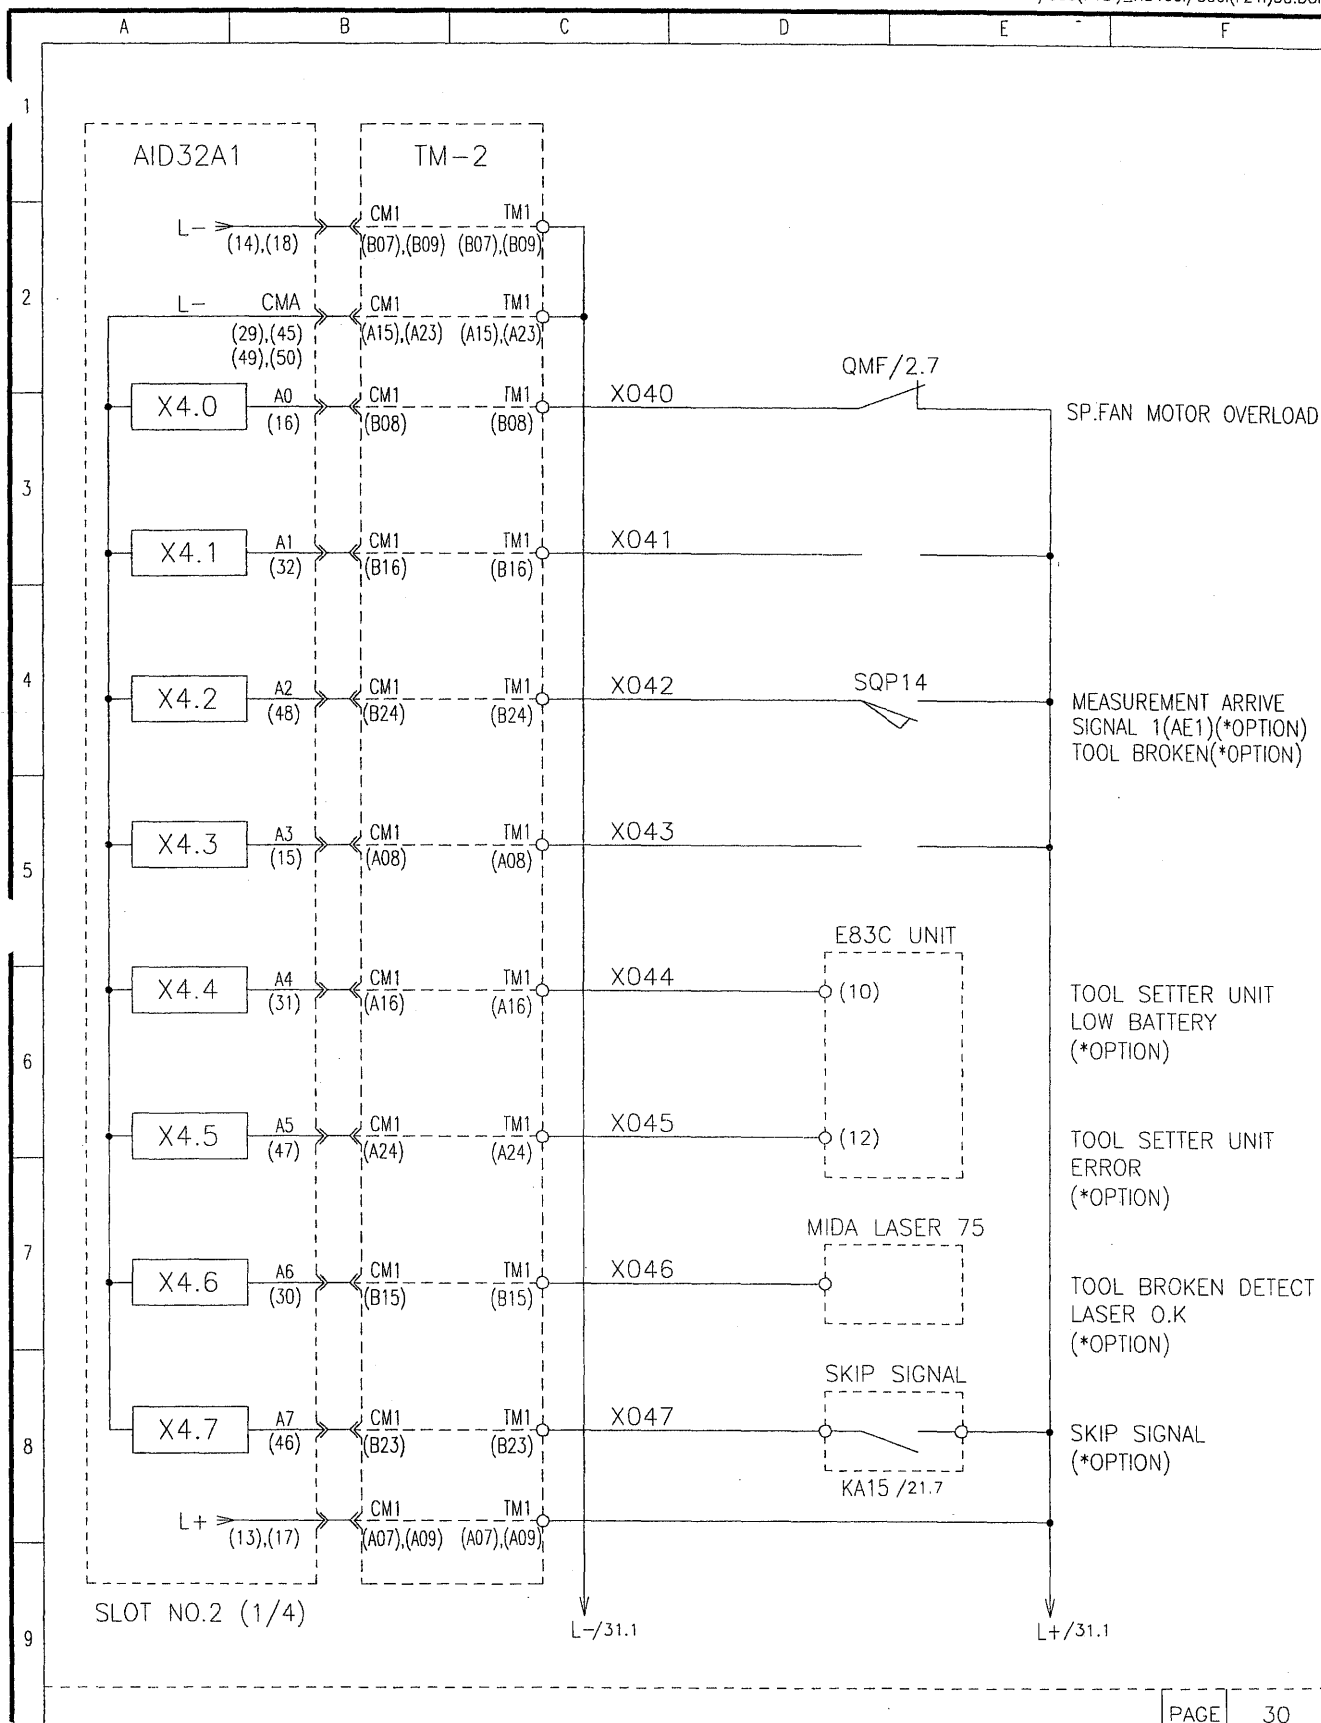 A B C D E F
1
AID32A1 TM-2
L- CM1 TM1
(14),(18) (B07),(B09) (B07),(B09)
2
L- CMA CM1 TM1
(29),(45) (A15),(A23) (A15),(A23)
(49),(50)
QMF/2.7
X4.0 A0 CM1 TM1 X040
(16) (B08) (B08)
SP.FAN MOTOR OVERLOAD
3
X4.1 A1 CM1 TM1 X041
(32) (B16) (B16)
4
X4.2 A2 CM1 TM1 X042 SQP14
(48) (B24) (B24)
MEASUREMENT ARRIVE
SIGNAL 1(AE1)(*OPTION)
TOOL BROKEN(*OPTION)
X4.3 A3 CM1 TM1 X043
(15) (A08) (A08)
5
E83C UNIT
X4.4 A4 CM1 TM1 X044 (10)
(31) (A16) (A16)
TOOL SETTER UNIT
LOW BATTERY
(*OPTION)
6
X4.5 A5 CM1 TM1 X045 (12)
(47) (A24) (A24)
TOOL SETTER UNIT
ERROR
(*OPTION)
7
MIDA LASER 75
X4.6 A6 CM1 TM1 X046
(30) (B15) (B15)
TOOL BROKEN DETECT
LASER O.K
(*OPTION)
SKIP SIGNAL
X4.7 A7 CM1 TM1 X047
(46) (B23) (B23)
SKIP SIGNAL
(*OPTION)
8
KA15 /21.7
L+ CM1 TM1
(13),(17) (A07),(A09) (A07),(A09)
SLOT NO.2 (1/4)
L-/31.1 L+/31.1
9
PAGE 30